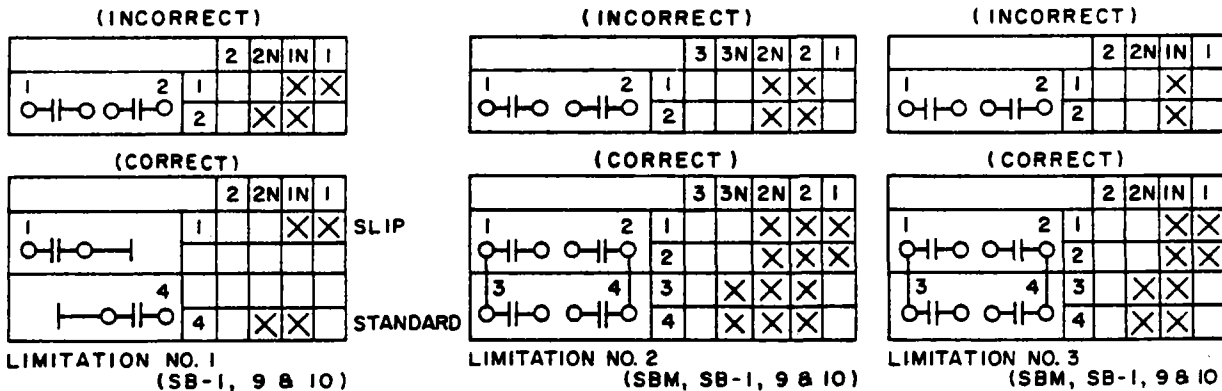 (INCORRECT)
2 2N 1N 1
1 2 1 X X
2 X X
(CORRECT)
2 2N 1N 1
1 1 X X SLIP
4
4 X X STANDARD
LIMITATION NO. 1
(SB-1, 9 & 10)
(INCORRECT)
3 3N 2N 2 1
1 2 1 X X
2 X X
(CORRECT)
3 3N 2N 2 1
1 2 1 X X X
2 X X X
3 4 3 X X X
4 X X X
LIMITATION NO. 2
(SBM, SB-1, 9 & 10)
(INCORRECT)
2 2N 1N 1
1 2 1 X
2 X
(CORRECT)
2 2N 1N 1
1 2 1 X X
2 X X
3 4 3 X X
4 X X
LIMITATION NO. 3
(SBM, SB-1, 9 & 10)